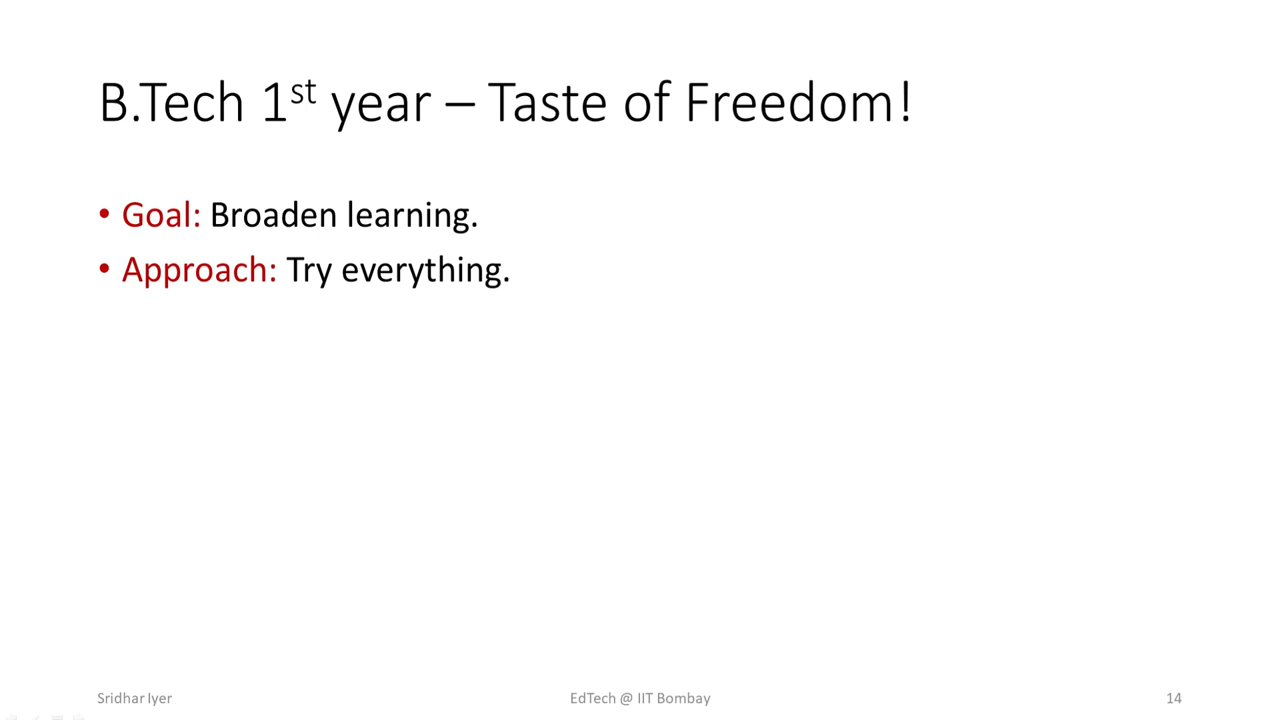 B.Tech 1st year – Taste of Freedom!
• Goal: Broaden learning.
• Approach: Try everything.
Sridhar Iyer
EdTech @ IIT Bombay
14